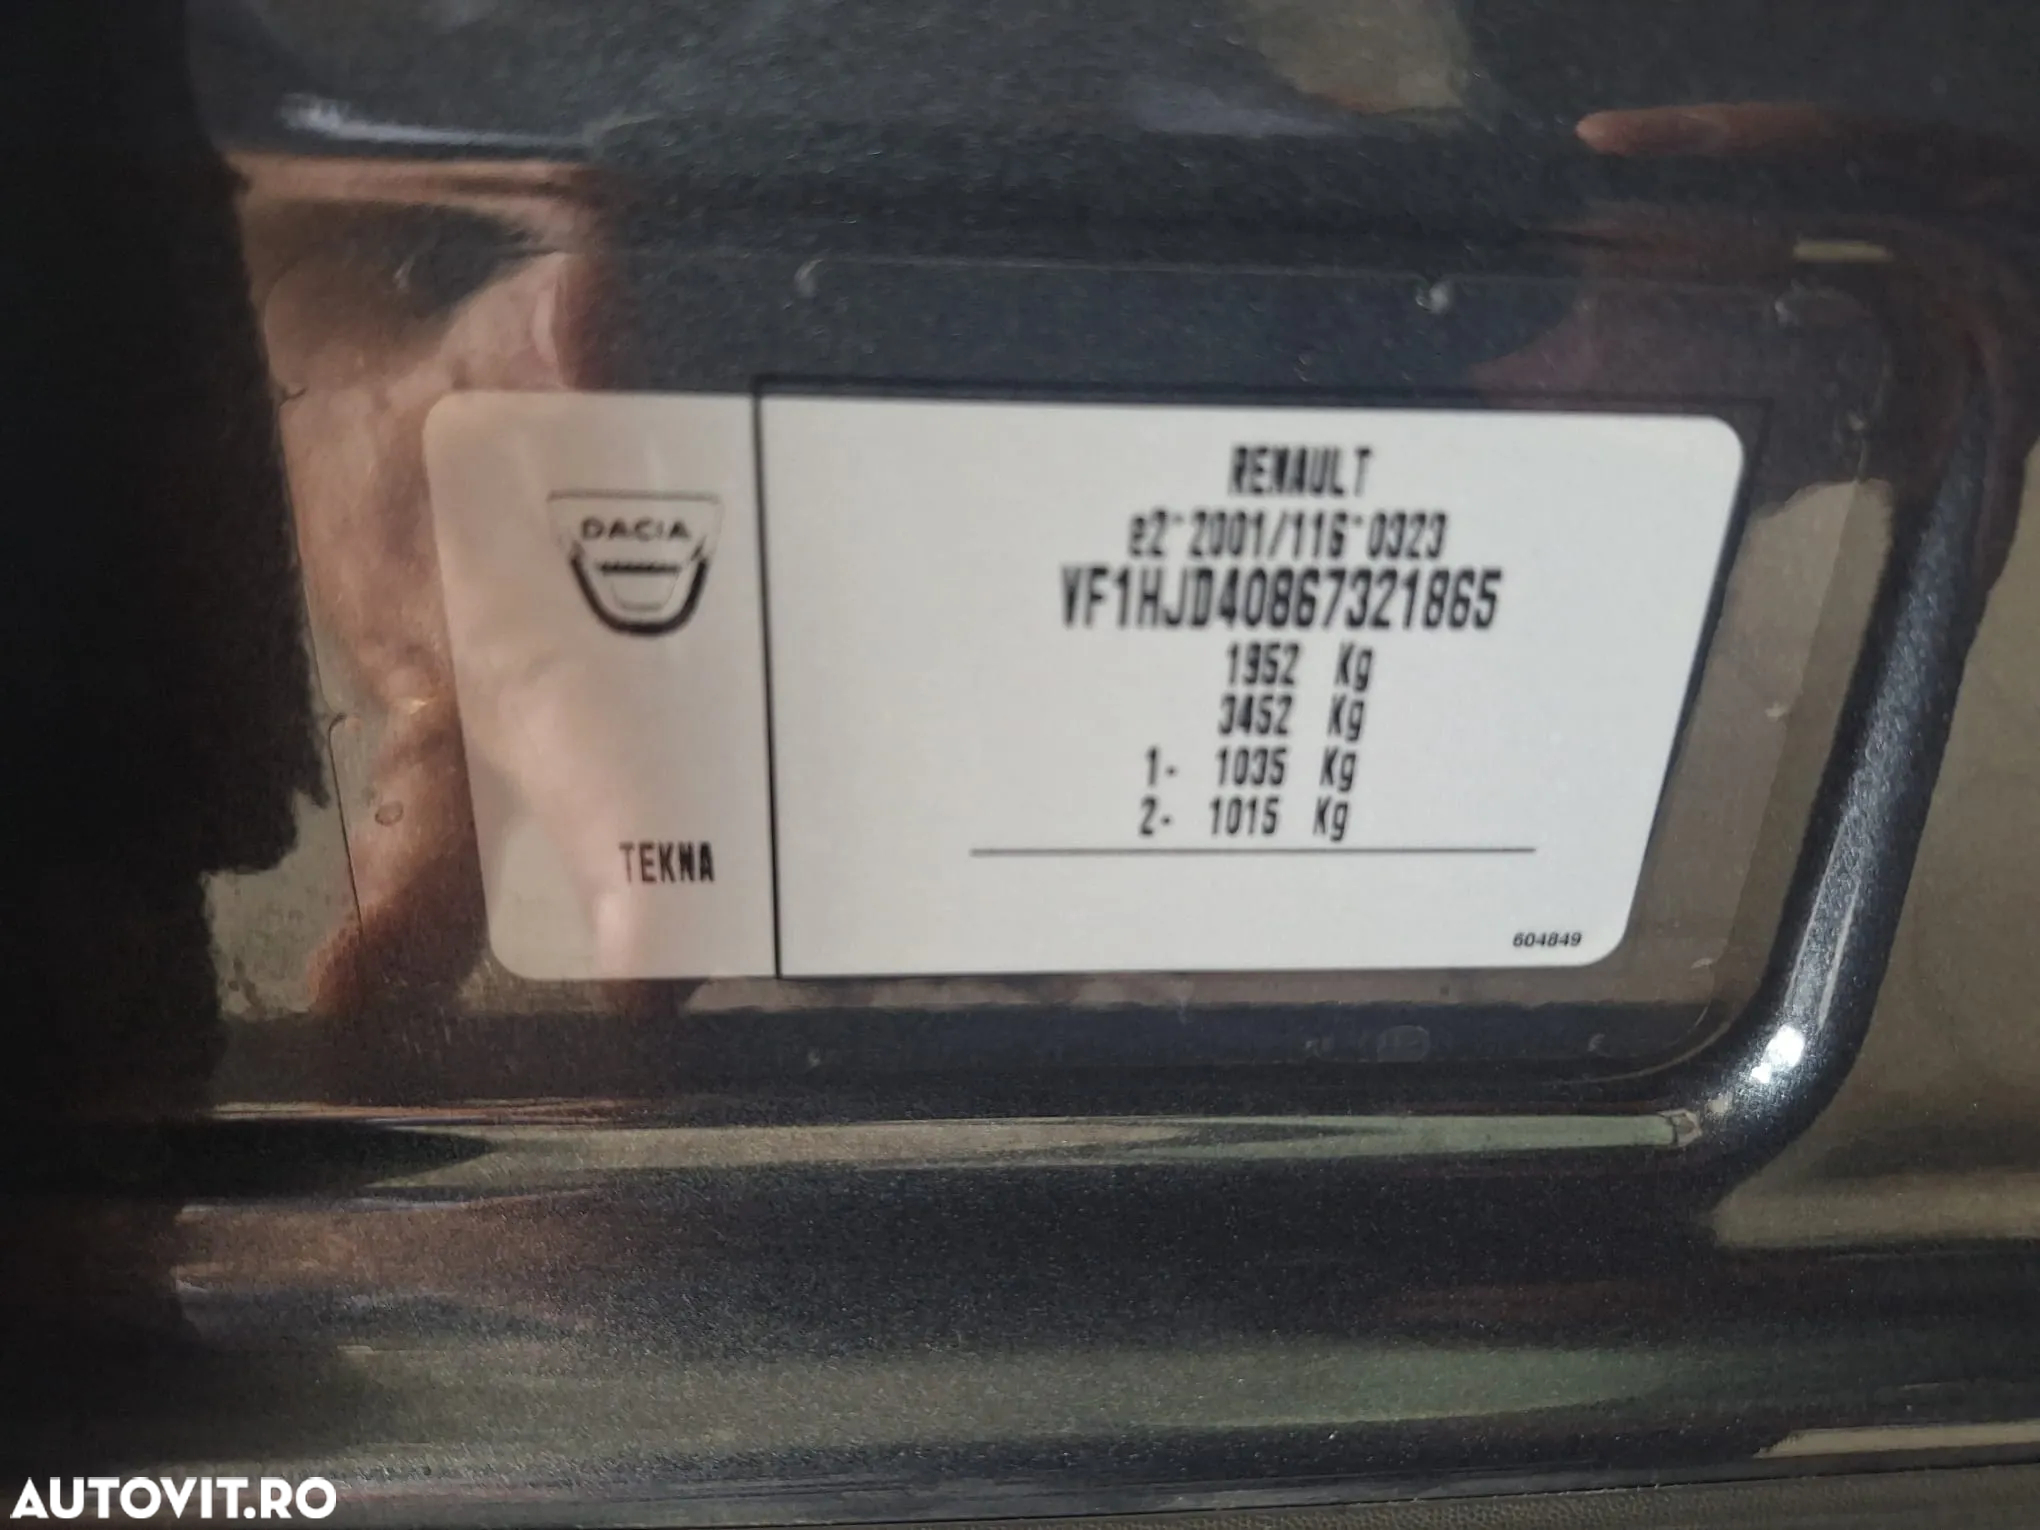 DACIA
TEKNA
RENAULT
e2*2001/116*0323
VF1HJD40867321865
1952 Kg
3452 Kg
1- 1035 Kg
2- 1015 Kg
604849
AUTOVIT.RO